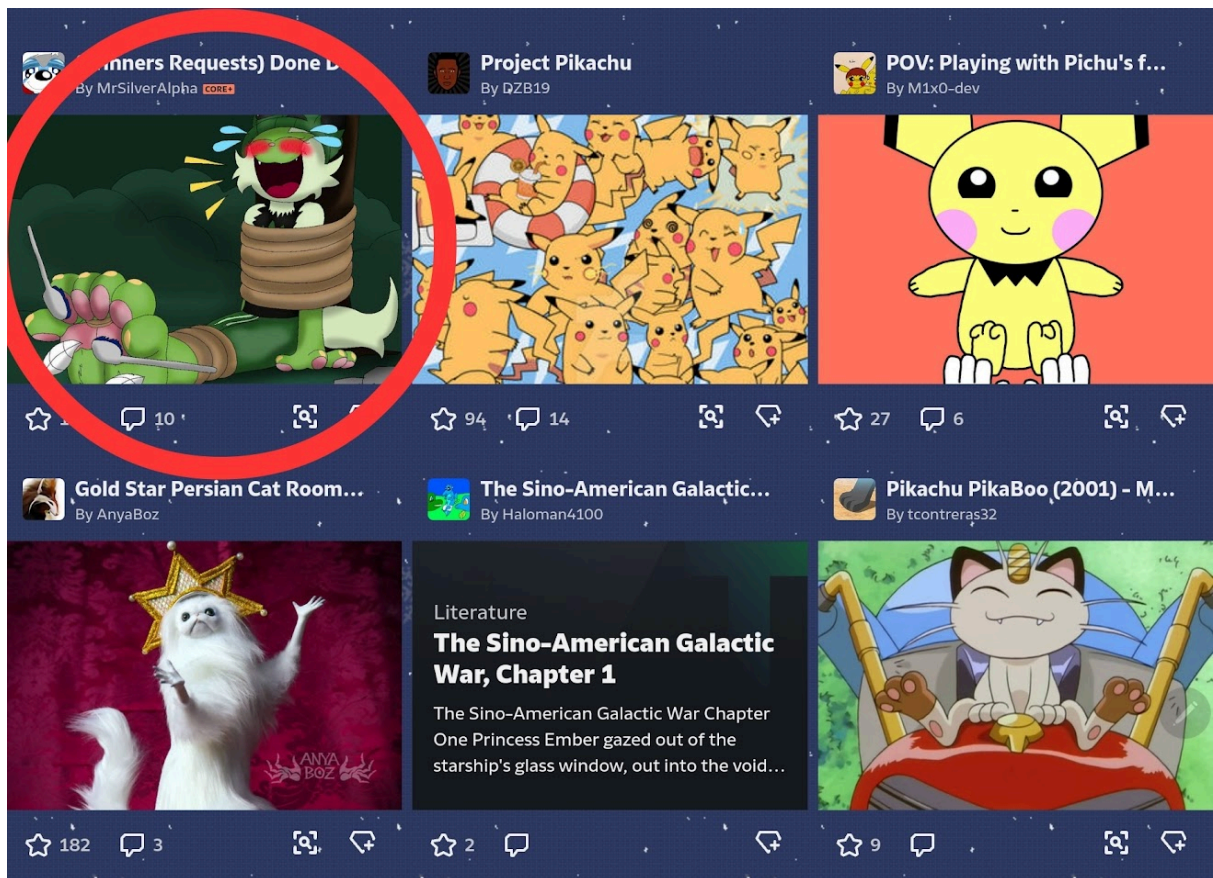 inners Requests) Done
By MrSilverAlpha CORE+
Project Pikachu
By DZB19
POV: Playing with Pichu's f...
By M1x0-dev
10
94
14
27
6
Gold Star Persian Cat Room...
By AnyaBoz
The Sino-American Galactic...
By Haloman4100
Pikachu PikaBoo (2001) - M...
By tcontreras32
ANYA
BOZ
Literature
The Sino-American Galactic
War, Chapter 1
The Sino-American Galactic War Chapter
One Princess Ember gazed out of the
starship's glass window, out into the void...
182
3
2
9